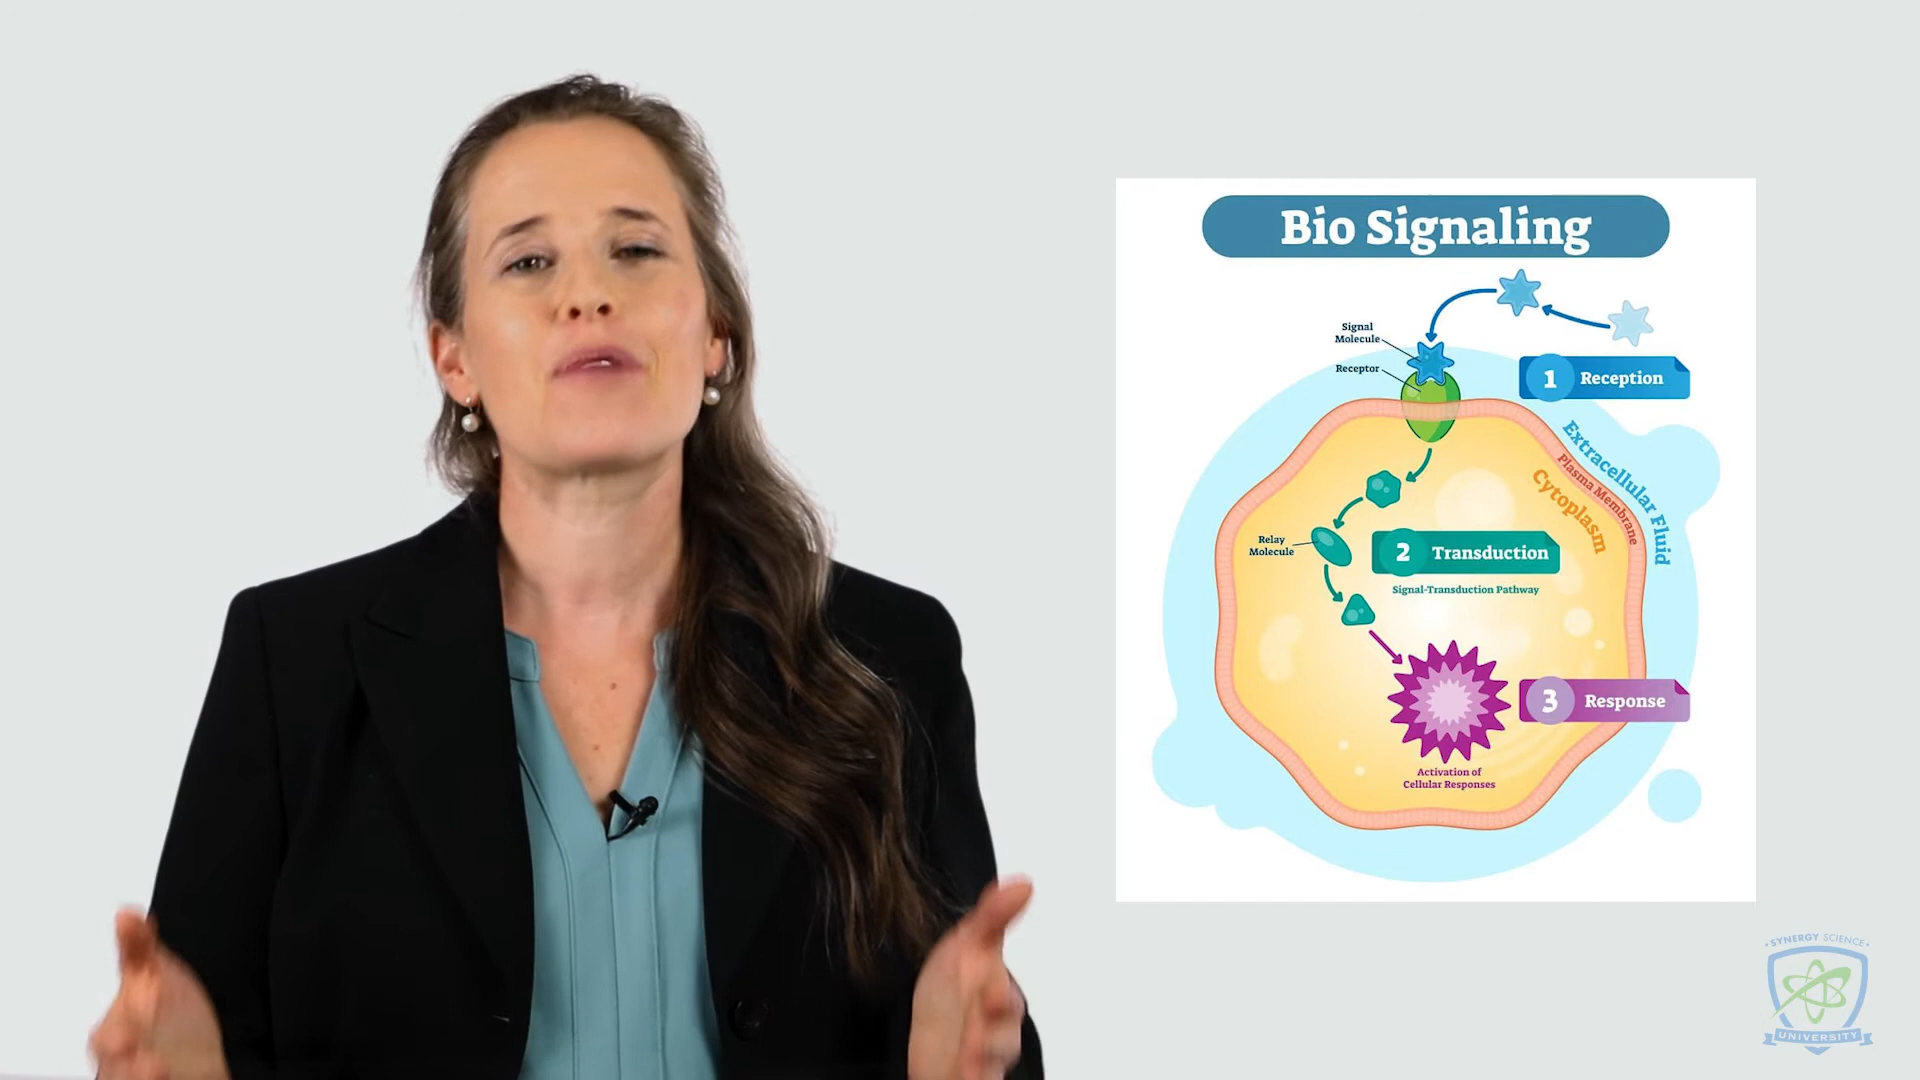 Bio Signaling
Signal
Molecule
Receptor
1 Reception
Extracellular Fluid
Plasma Membrane
Cytoplasm
Relay
Molecule
2 Transduction
Signal-Transduction Pathway
3 Response
Activation of
Cellular Responses
• SYNERGY SCIENCE •
UNIVERSITY